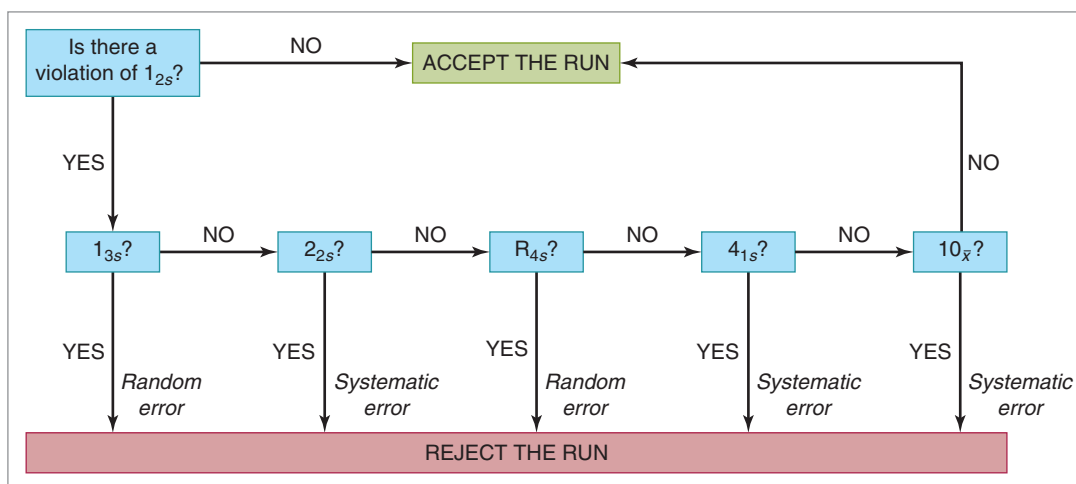 Is there a
violation of 1₂ₛ?
NO
ACCEPT THE RUN
YES
NO
1₃ₛ?
NO
2₂ₛ?
NO
R₄ₛ?
NO
4₁ₛ?
NO
10x̄?
YES
Random
error
YES
Systematic
error
YES
Random
error
YES
Systematic
error
YES
Systematic
error
REJECT THE RUN